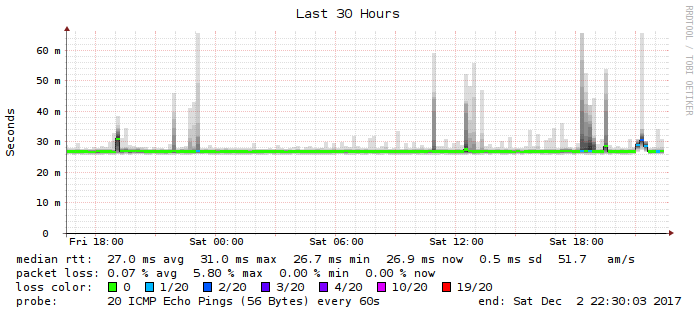 Last 30 Hours
RRDTOOL / TOBI OETIKER
Seconds
60 m
50 m
40 m
30 m
20 m
10 m
0
Fri 18:00 Sat 00:00 Sat 06:00 Sat 12:00 Sat 18:00
median rtt: 27.0 ms avg 31.0 ms max 26.7 ms min 26.9 ms now 0.5 ms sd 51.7 am/s
packet loss: 0.07 % avg 5.80 % max 0.00 % min 0.00 % now
loss color: 0 1/20 2/20 3/20 4/20 10/20 19/20
probe: 20 ICMP Echo Pings (56 Bytes) every 60s end: Sat Dec 2 22:30:03 2017